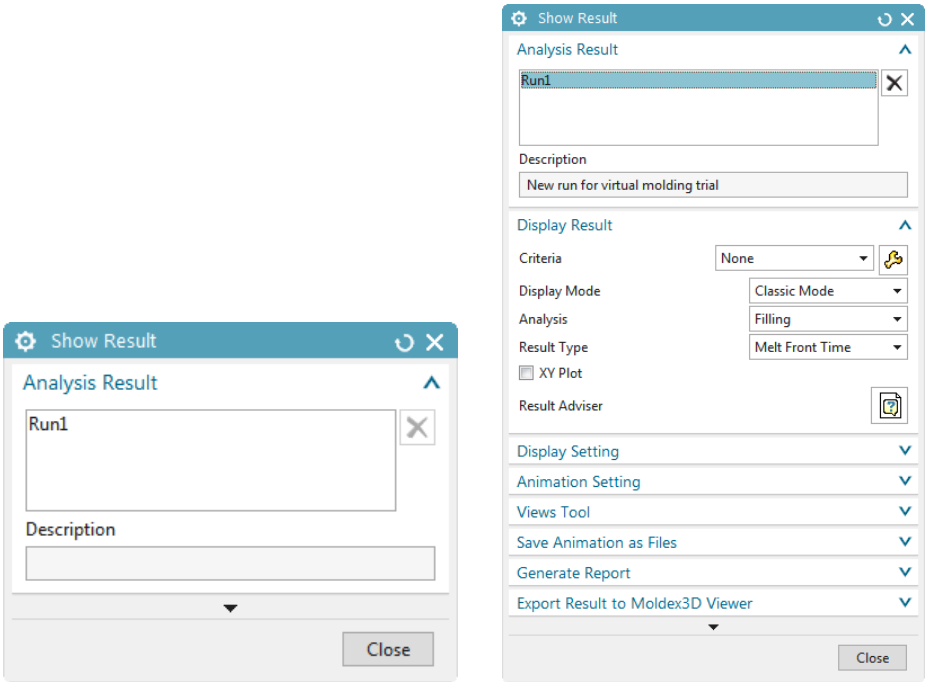 Show Result
Analysis Result
Run1
Description
Close
Show Result
Analysis Result
Run1
Description
New run for virtual molding trial
Display Result
Criteria None
Display Mode Classic Mode
Analysis Filling
Result Type Melt Front Time
XY Plot
Result Adviser
Display Setting
Animation Setting
Views Tool
Save Animation as Files
Generate Report
Export Result to Moldex3D Viewer
Close